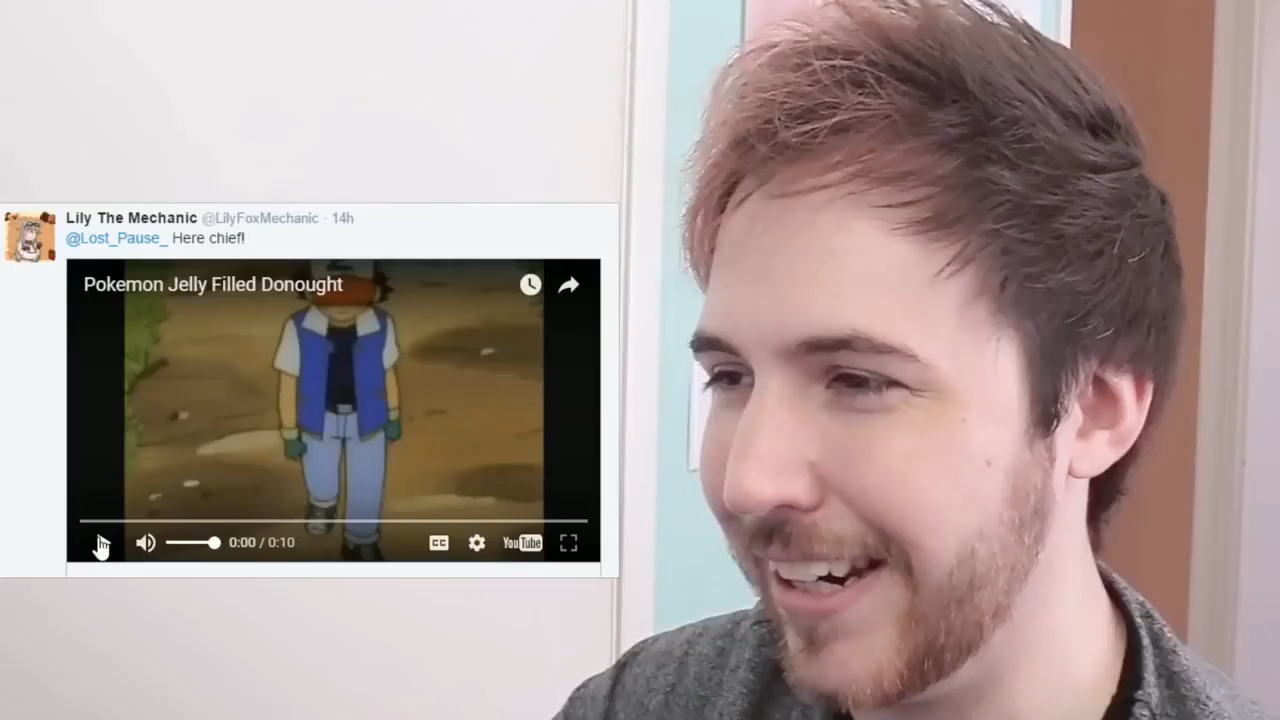 Lily The Mechanic @LilyFoxMechanic · 14h
@Lost_Pause_ Here chief!
Pokemon Jelly Filled Donought
0:00 / 0:10
CC
YouTube